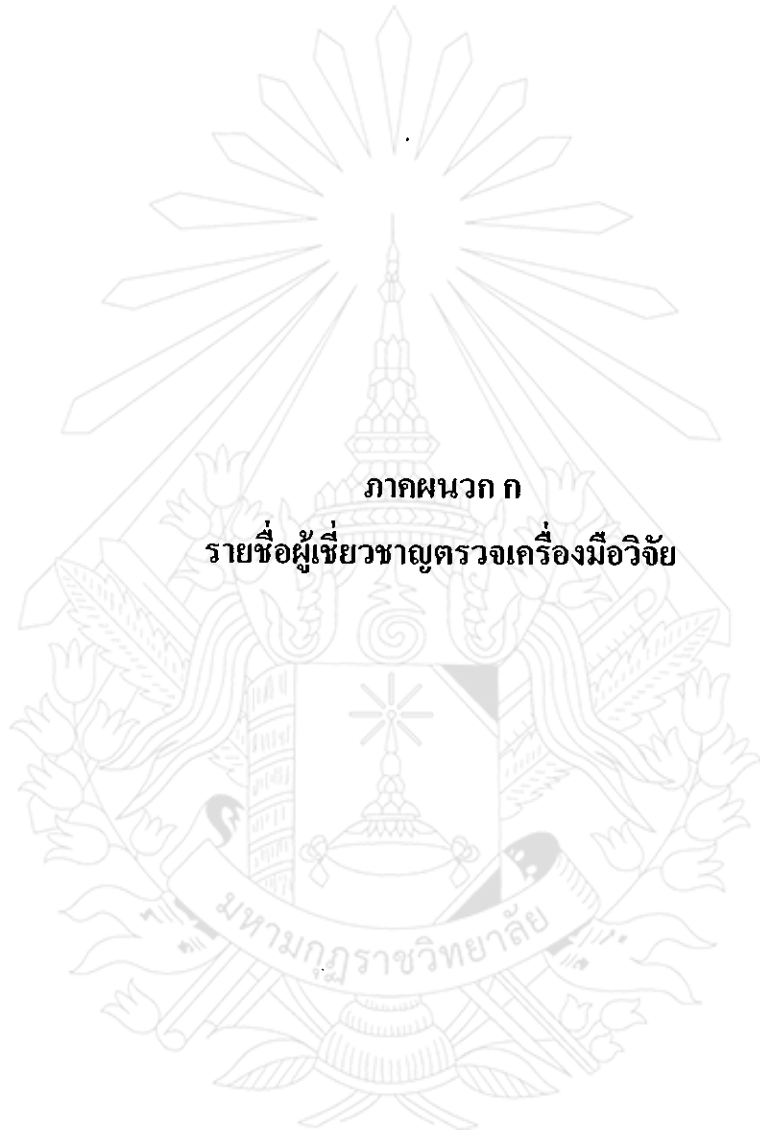 ภาคผนวก ก
รายชื่อผู้เชี่ยวชาญตรวจเครื่องมือวิจัย
มหามกุฏราชวิทยาลัย